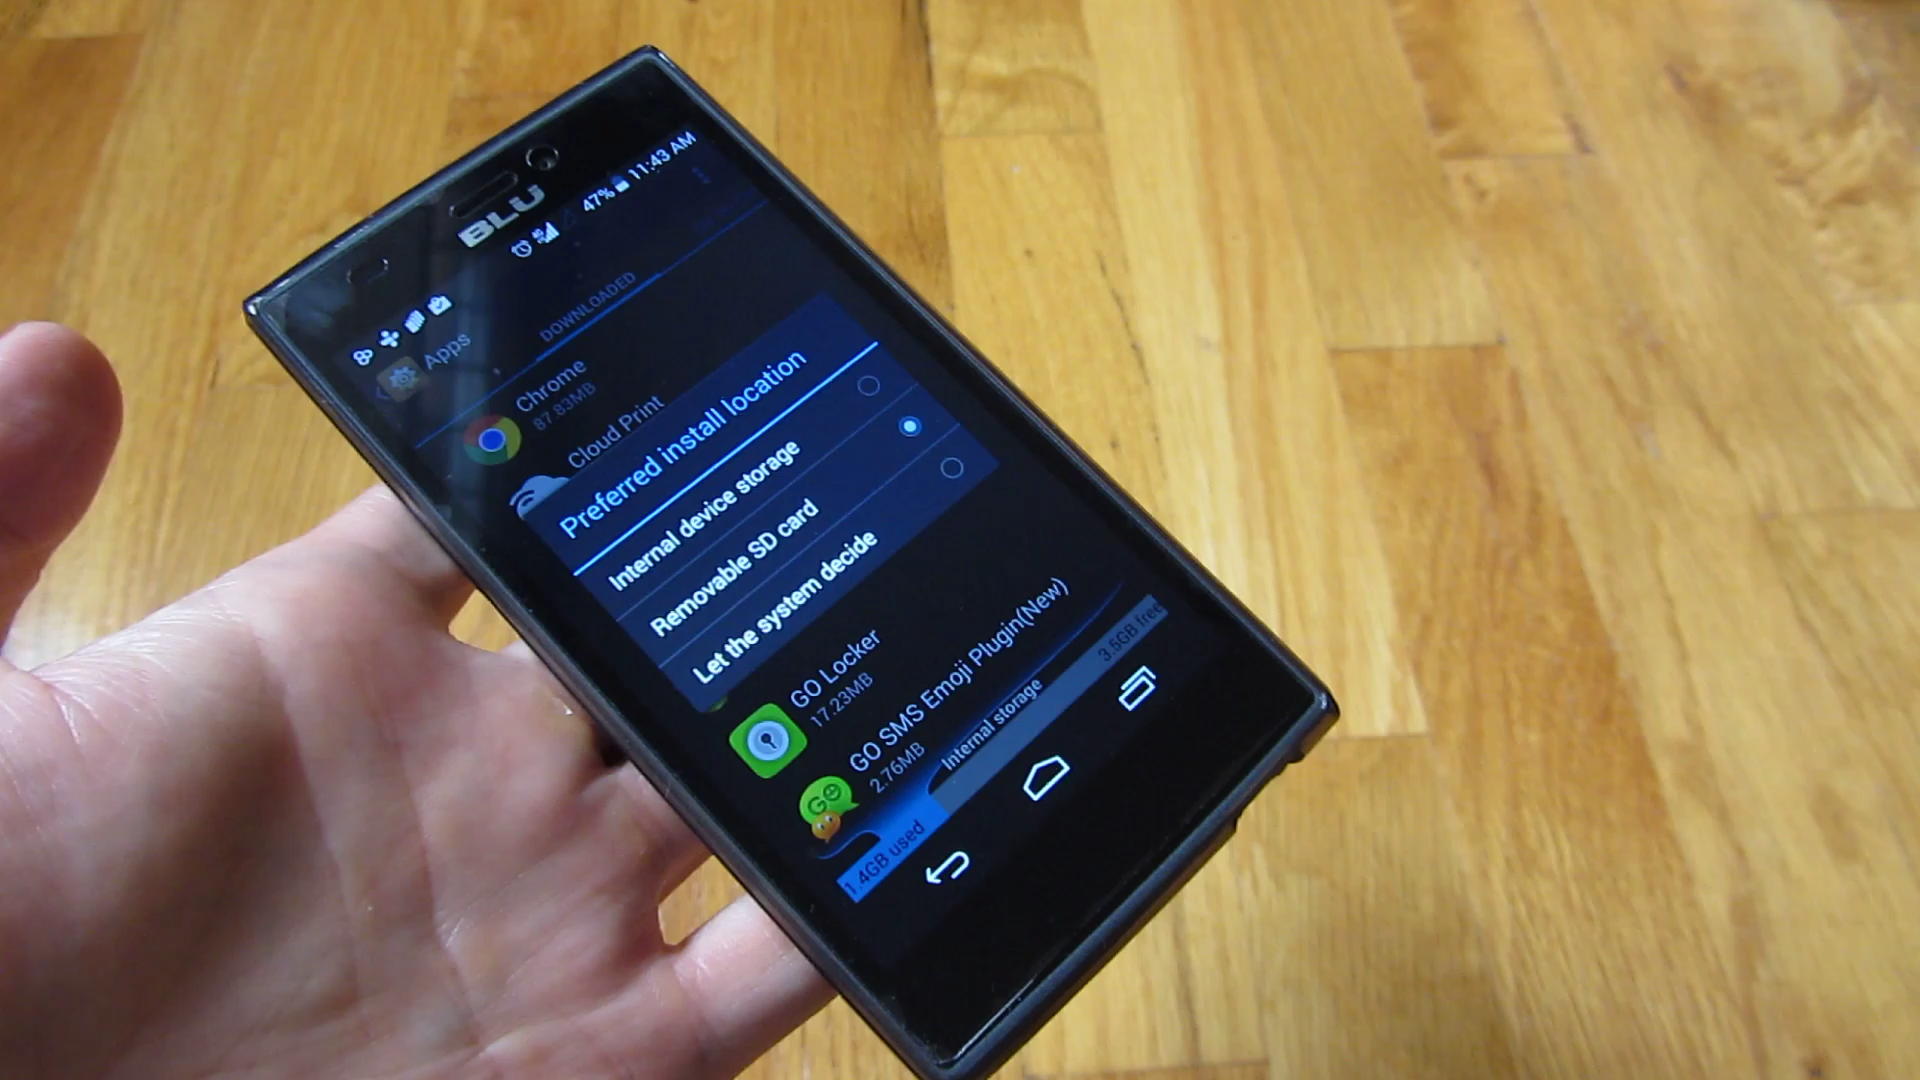 BLU
4G
47% 11:43 AM
Apps
DOWNLOADED
Chrome
87.83MB
Cloud Print
Preferred install location
Internal device storage
Removable SD card
Let the system decide
GO Locker
17.23MB
GO SMS Emoji Plugin(New)
2.76MB
GO
Internal storage
1.4GB used
3.5GB free